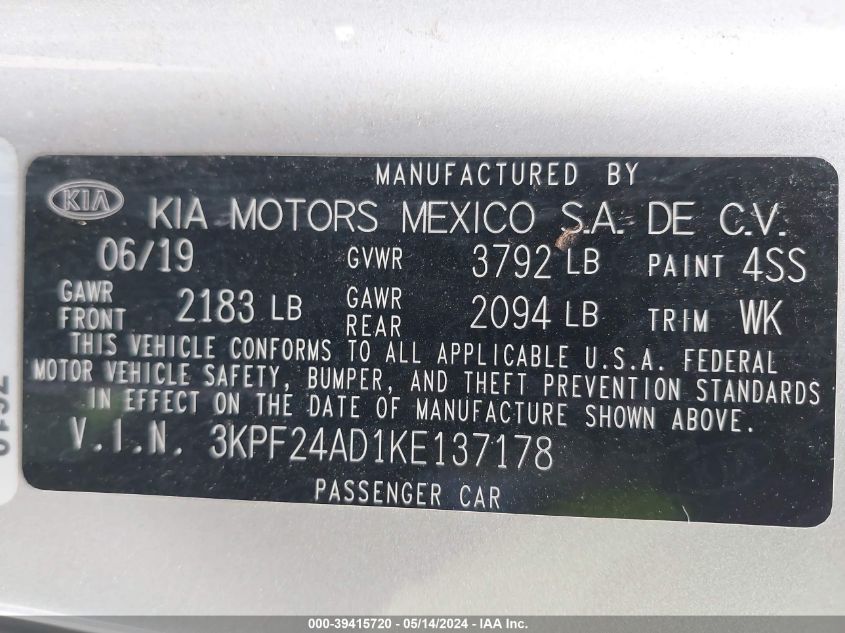 MANUFACTURED BY
KIA KIA MOTORS MEXICO S.A. DE C.V.
06/19 GVWR 3792 LB PAINT 4SS
GAWR FRONT 2183 LB GAWR REAR 2094 LB TRIM WK
THIS VEHICLE CONFORMS TO ALL APPLICABLE U.S.A. FEDERAL
MOTOR VEHICLE SAFETY, BUMPER, AND THEFT PREVENTION STANDARDS
IN EFFECT ON THE DATE OF MANUFACTURE SHOWN ABOVE.
V.I.N. 3KPF24AD1KE137178
PASSENGER CAR
000-39415720 - 05/14/2024 - IAAI.COM